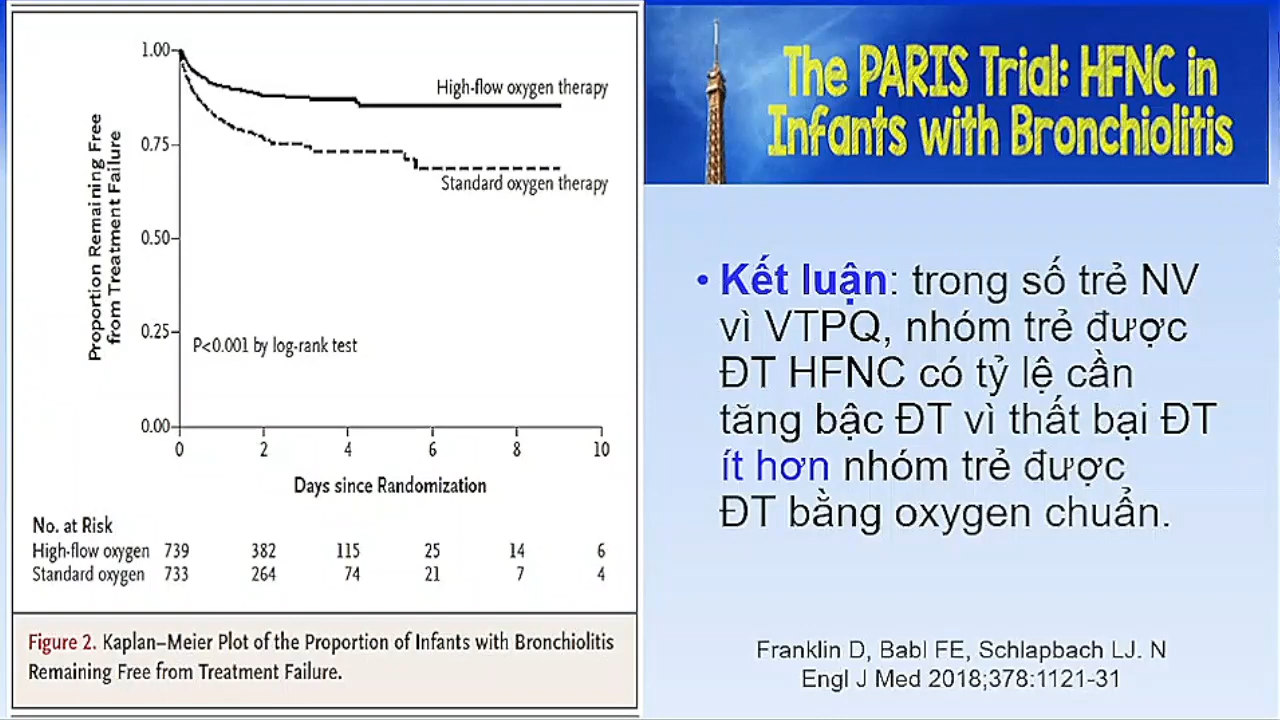 1.00
0.75
0.50
0.25
0.00
Proportion Remaining Free
from Treatment Failure
High-flow oxygen therapy
Standard oxygen therapy
P<0.001 by log-rank test
0 2 4 6 8 10
Days since Randomization
No. at Risk
High-flow oxygen 739 382 115 25 14 6
Standard oxygen 733 264 74 21 7 4
Figure 2. Kaplan–Meier Plot of the Proportion of Infants with Bronchiolitis
Remaining Free from Treatment Failure.
The PARIS Trial: HFNC in
Infants with Bronchiolitis
• Kết luận: trong số trẻ NV
vì VTPQ, nhóm trẻ được
ĐT HFNC có tỷ lệ cần
tăng bậc ĐT vì thất bại ĐT
ít hơn nhóm trẻ được
ĐT bằng oxygen chuẩn.
Franklin D, Babl FE, Schlapbach LJ. N
Engl J Med 2018;378:1121-31